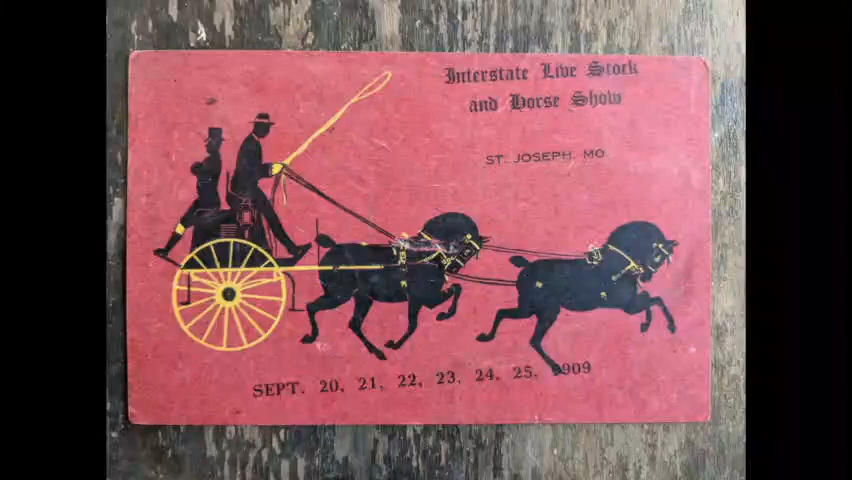 Interstate Live Stock
and Horse Show
ST. JOSEPH, MO.
SEPT. 20, 21, 22, 23, 24, 25, 1909